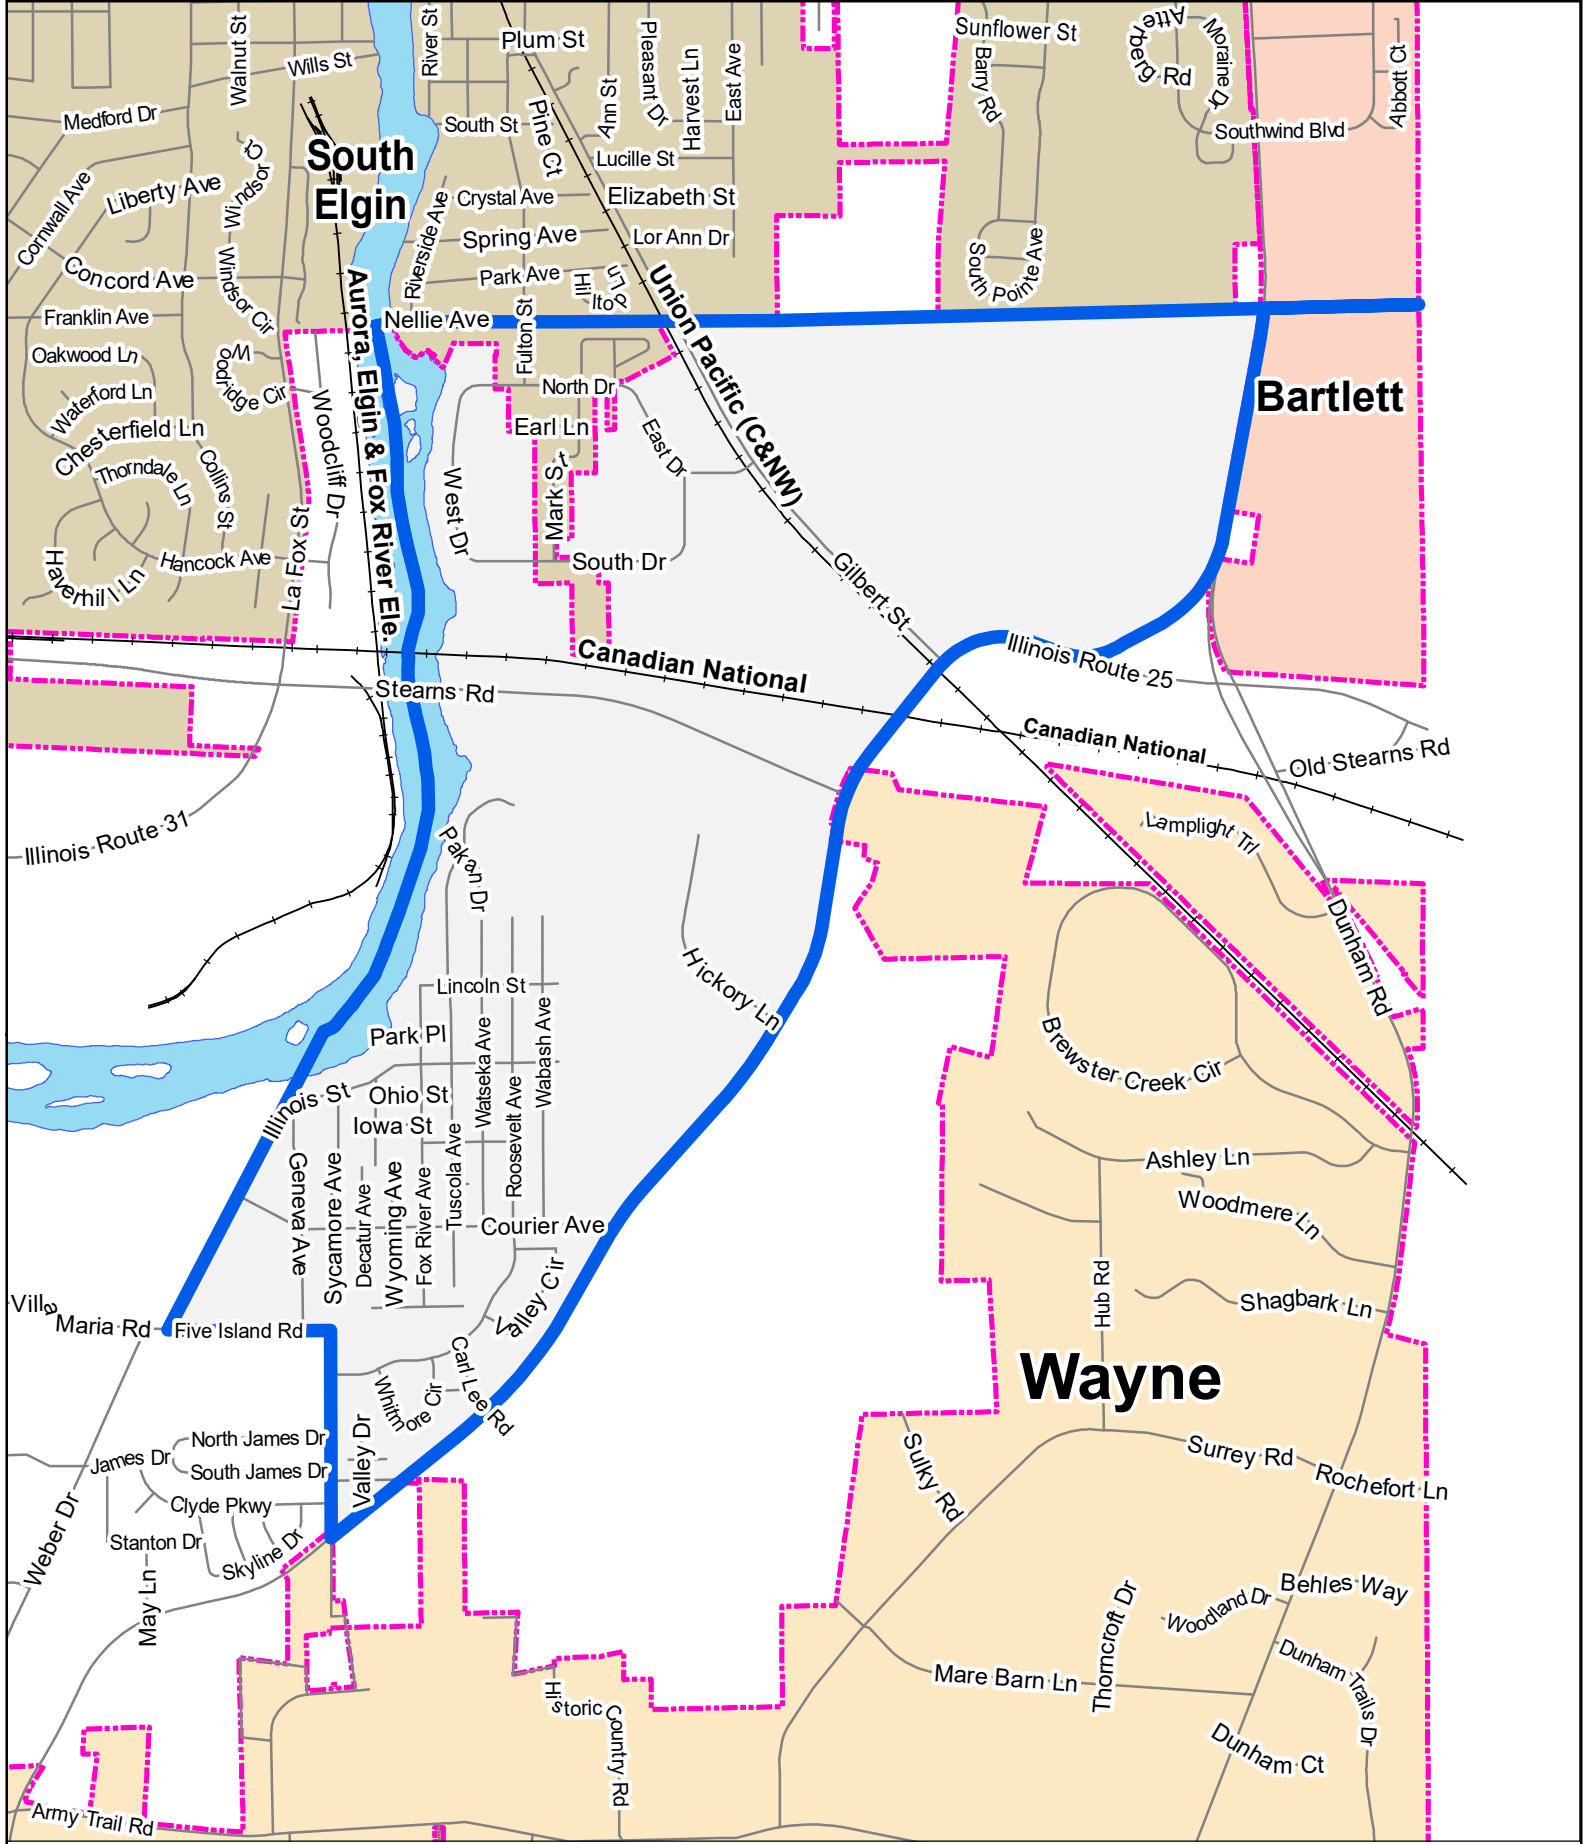 Walnut St
River St
Plum St
Pleasant Dr
Harvest Ln
East Ave
Sunflower St
Barry Rd
Atterberg Rd
Moraine Dr
Abbott Ct
Wills St
Medford Dr
South St
Pine Ct
Ann St
Southwind Blvd
South
Elgin
Windsor Ct
Lucille St
Liberty Ave
Cornwall Ave
Crystal Ave
Elizabeth St
Riverside Ave
Spring Ave
Lor Ann Dr
Concord Ave
Windsor Cir
Park Ave
Hilltop Ln
South Pointe Ave
Franklin Ave
Nellie Ave
Fulton St
Union Pacific (C&NW)
Aurora, Elgin & Fox River Ele.
Oakwood Ln
Woodridge Cir
Waterford Ln
North Dr
Bartlett
Chesterfield Ln
Woodcliff Dr
Earl Ln
East Dr
Thorndale Ln
Collins St
West Dr
Mark St
La Fox St
Haverhill Ln
Hancock Ave
South Dr
Gilbert St
Canadian National
Illinois Route 25
Stearns Rd
Canadian National
Old Stearns Rd
Illinois Route 31
Lamplight Trl
Pakan Dr
Dunham Rd
Hickory Ln
Lincoln St
Park Pl
Watseka Ave
Wabash Ave
Brewster Creek Cir
Illinois St
Ohio St
Iowa St
Roosevelt Ave
Tuscola Ave
Geneva Ave
Sycamore Ave
Decatur Ave
Wyoming Ave
Fox River Ave
Ashley Ln
Woodmere Ln
Courier Ave
Valley Cir
Hub Rd
Shagbark Ln
Villa Maria Rd
Five Island Rd
Carl Lee Rd
Whitmore Cir
Wayne
Valley Dr
North James Dr
James Dr
South James Dr
Sulky Rd
Surrey Rd
Rochefort Ln
Clyde Pkwy
Weber Dr
Stanton Dr
Skyline Dr
May Ln
Thorncroft Dr
Woodland Dr
Behles Way
Mare Barn Ln
Dunham Trails Dr
Historic Country Rd
Dunham Ct
Army Trail Rd